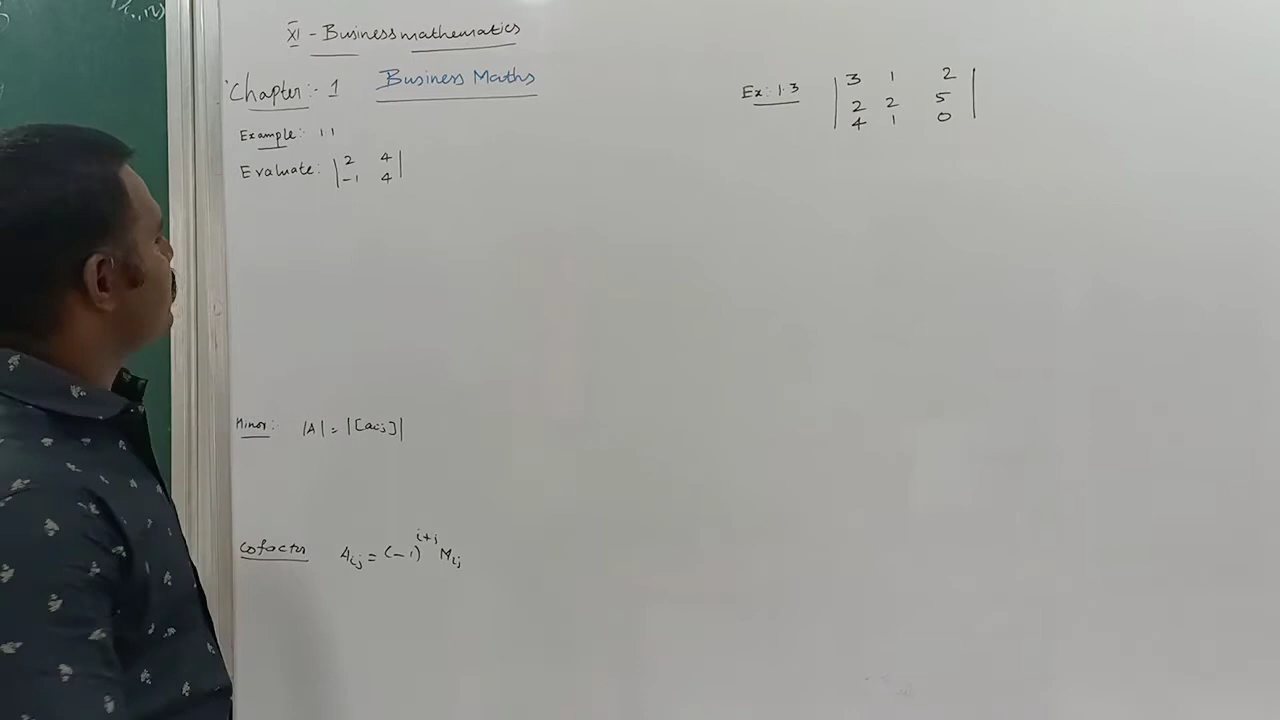 XI - Business mathematics
Chapter:- 1 Business Maths
Example: 1.1
Evaluate: | 2 4 |
| -1 4 |
Minor: |A| = |[aij]|
Cofactor Aij = (-1)^i+j Mij
Ex: 1.3 | 3 1 2 |
| 2 2 5 |
| 4 1 0 |